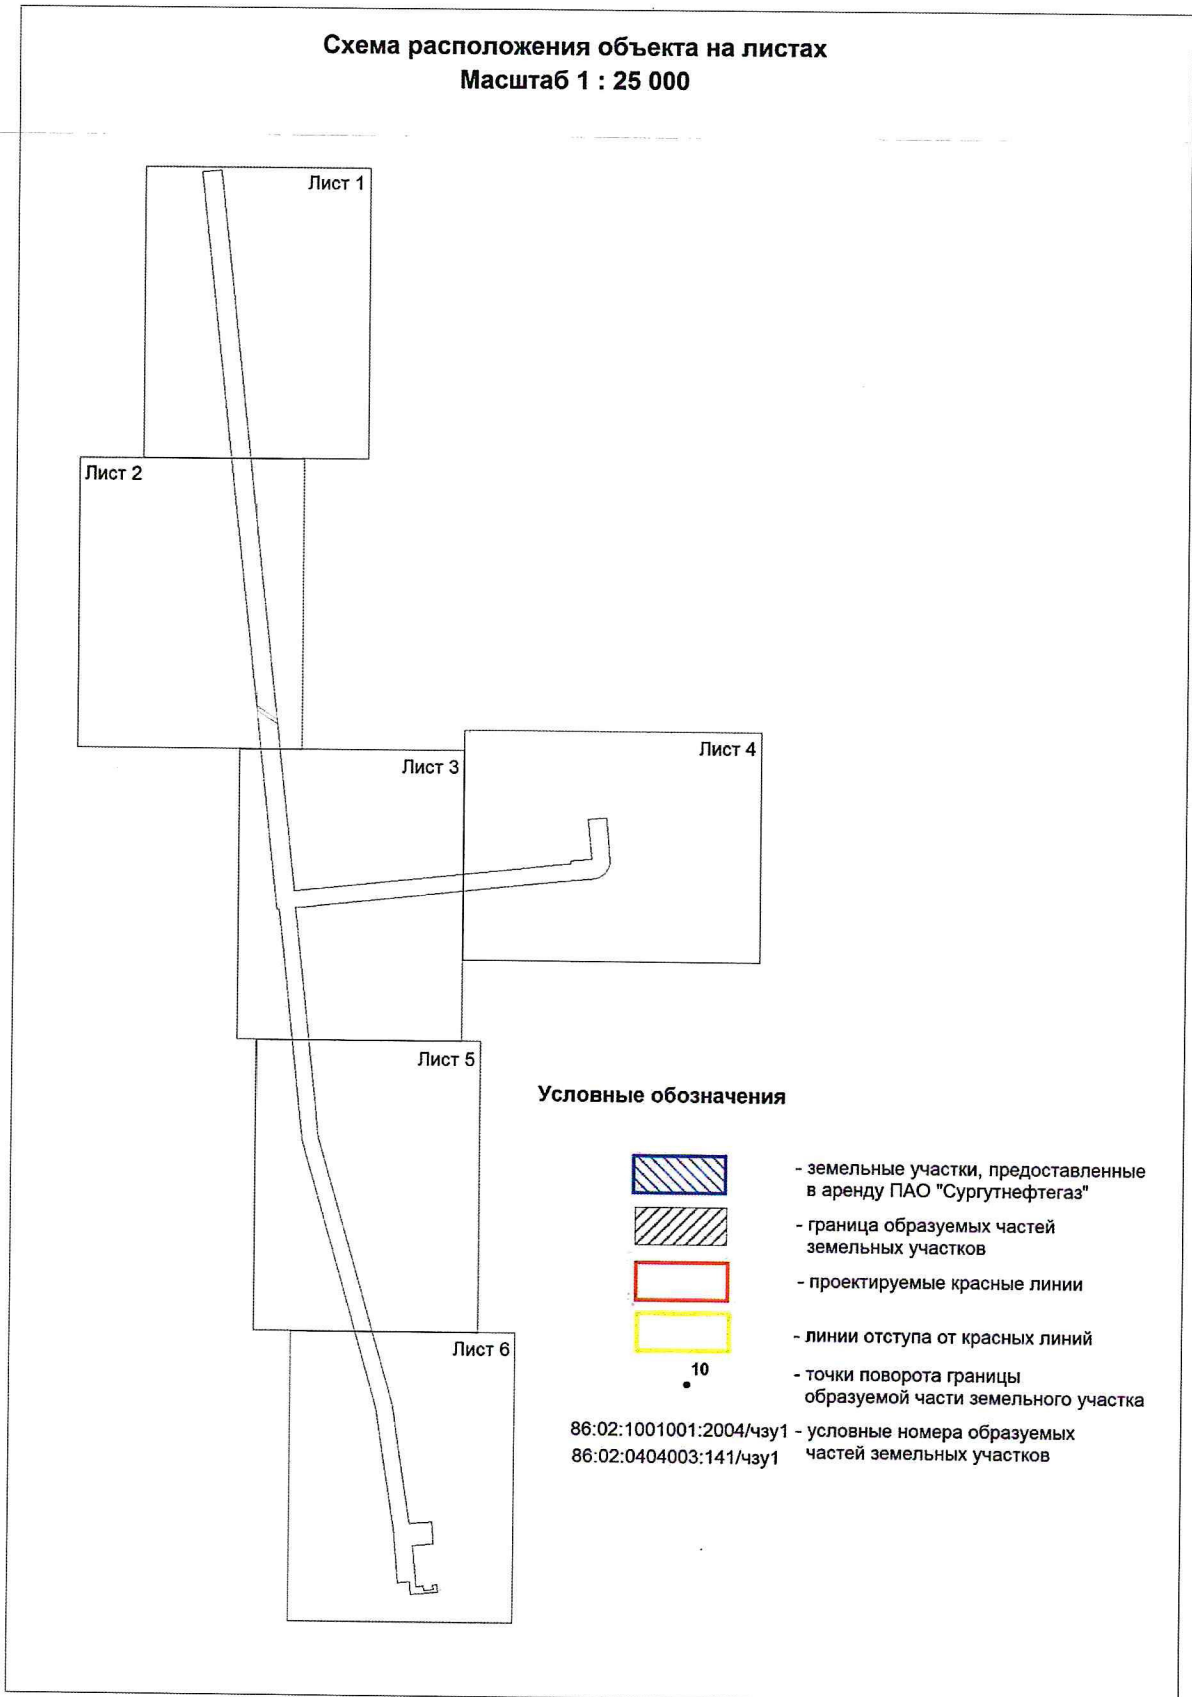 Схема расположения объекта на листах
Масштаб 1 : 25 000
Лист 1
Лист 2
Лист 3
Лист 4
Лист 5
Лист 6
Условные обозначения
- земельные участки, предоставленные
в аренду ПАО "Сургутнефтегаз"
- граница образуемых частей
земельных участков
- проектируемые красные линии
- линии отступа от красных линий
10
- точки поворота границы
образуемой части земельного участка
86:02:1001001:2004/чзу1 - условные номера образуемых
86:02:0404003:141/чзу1 частей земельных участков